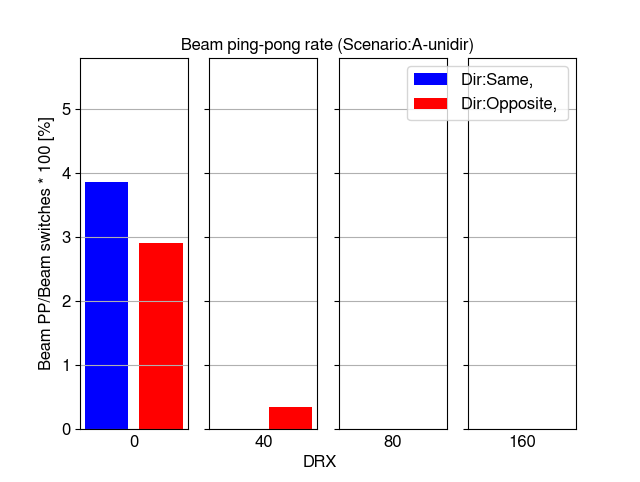 Beam ping-pong rate (Scenario:A-unidir)
Dir:Same,
Dir:Opposite,
Beam PP/Beam switches * 100 [%]
5
4
3
2
1
0
0
40
80
160
DRX